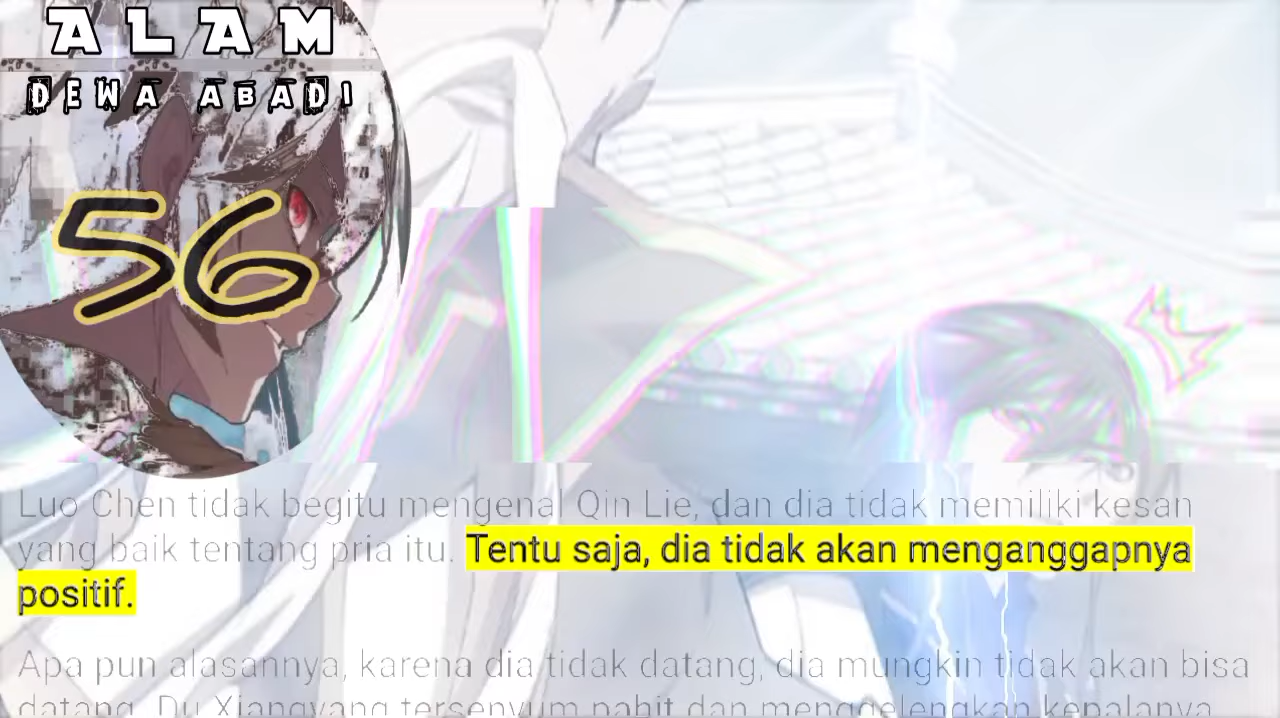 ALAM
DEWA ABADI
56
Luo Chen tidak begitu mengenal Qin Lie, dan dia tidak memiliki kesan
yang baik tentang pria itu. Tentu saja, dia tidak akan menganggapnya
positif.
Apa pun alasannya, karena dia tidak datang, dia mungkin tidak akan bisa
datang. Du Xiangyang tersenyum pahit dan menggelengkan kepalanya